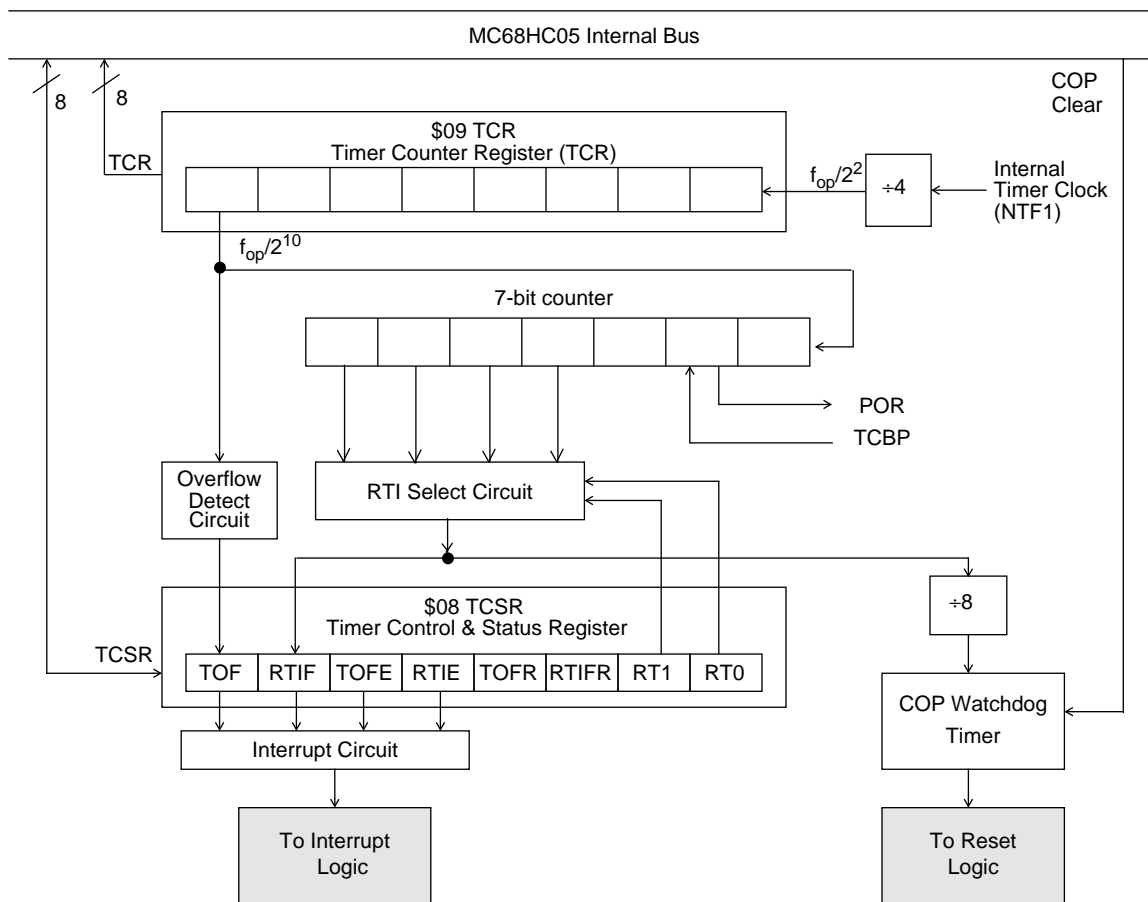 MC68HC05 Internal Bus
8
8
COP
Clear
$09 TCR
Timer Counter Register (TCR)
TCR
fop/2^2
÷4
Internal
Timer Clock
(NTF1)
fop/2^10
7-bit counter
POR
TCBP
Overflow
Detect
Circuit
RTI Select Circuit
÷8
$08 TCSR
Timer Control & Status Register
TCSR
TOF RTIF TOFE RTIE TOFR RTIFR RT1 RT0
COP Watchdog
Timer
Interrupt Circuit
To Interrupt
Logic
To Reset
Logic